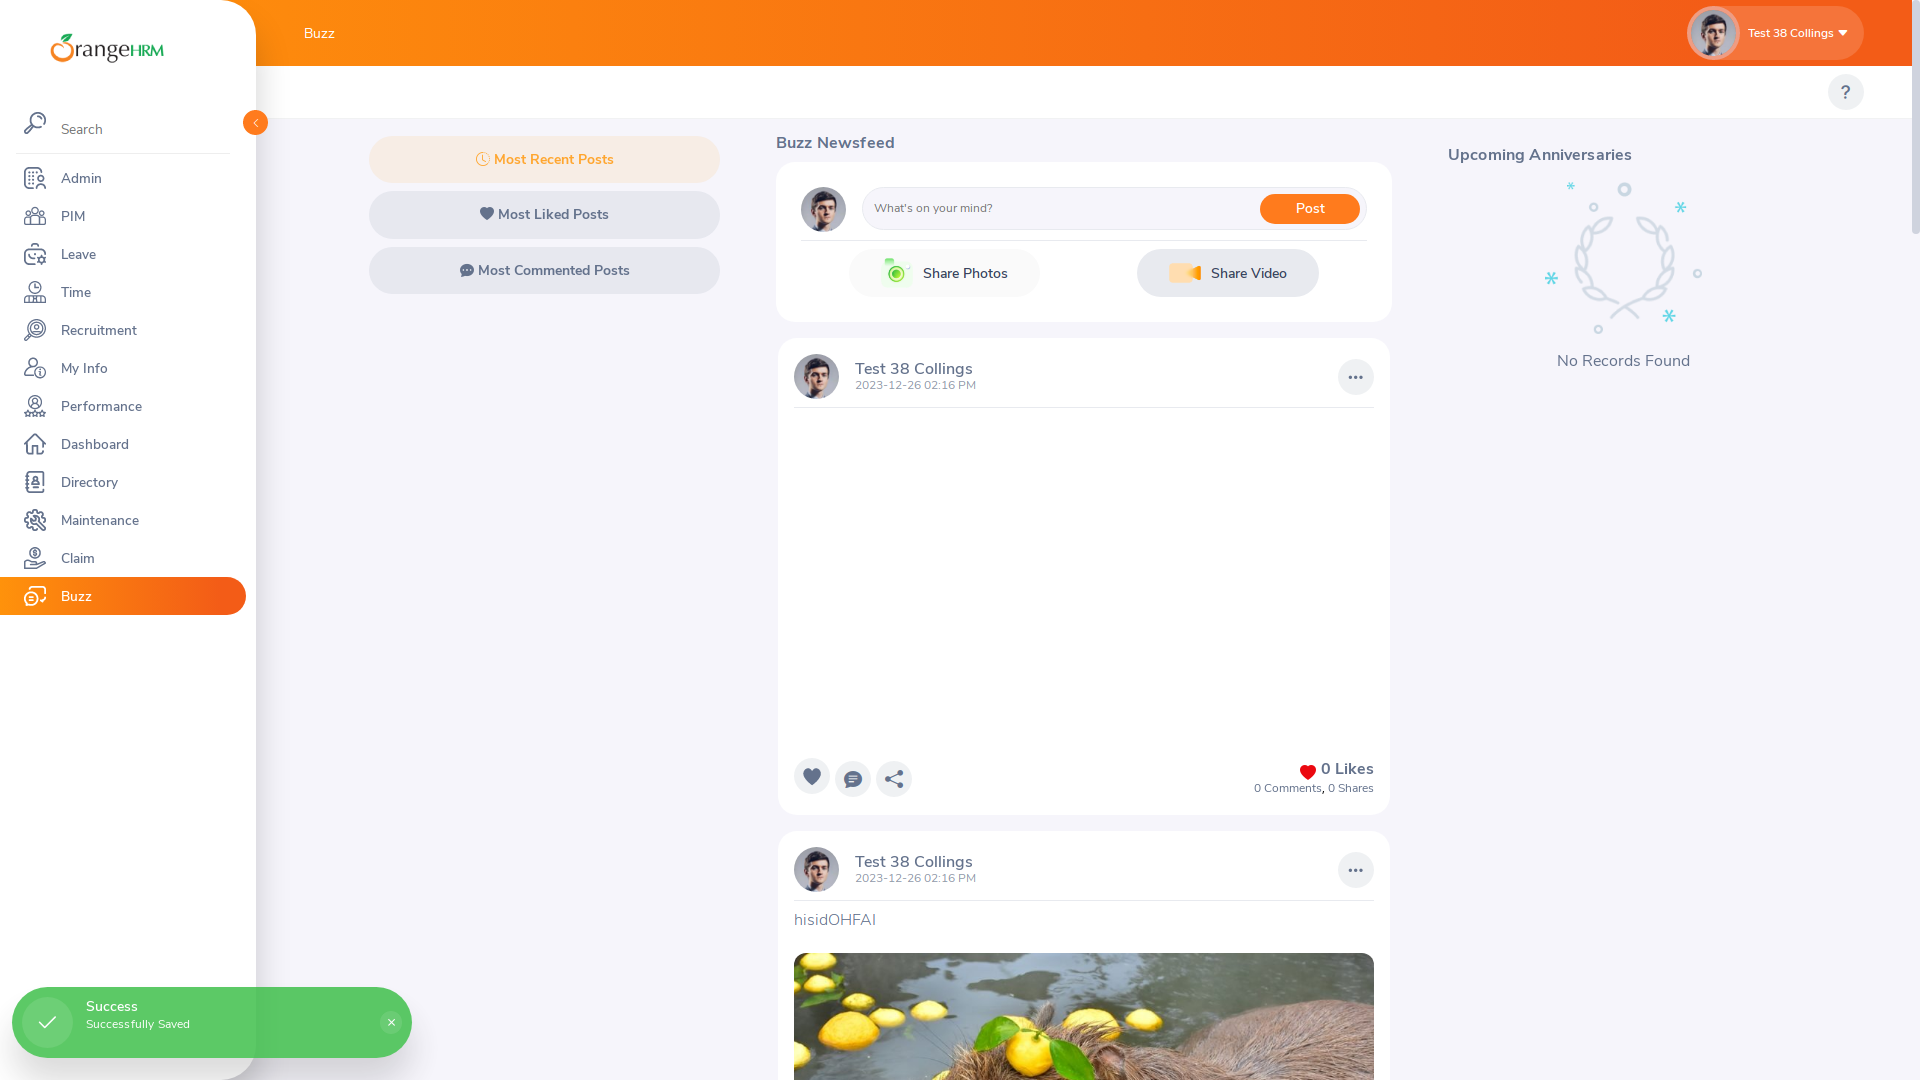 OrangeHRM
Search
Admin
PIM
Leave
Time
Recruitment
My Info
Performance
Dashboard
Directory
Maintenance
Claim
Buzz
Buzz
Test 38 Collings
?
Most Recent Posts
Most Liked Posts
Most Commented Posts
Buzz Newsfeed
What's on your mind?
Post
Share Photos
Share Video
Test 38 Collings
2023-12-26 02:16 PM
0 Likes
0 Comments, 0 Shares
Test 38 Collings
2023-12-26 02:16 PM
hisidOHFAI
Upcoming Anniversaries
No Records Found
Success
Successfully Saved